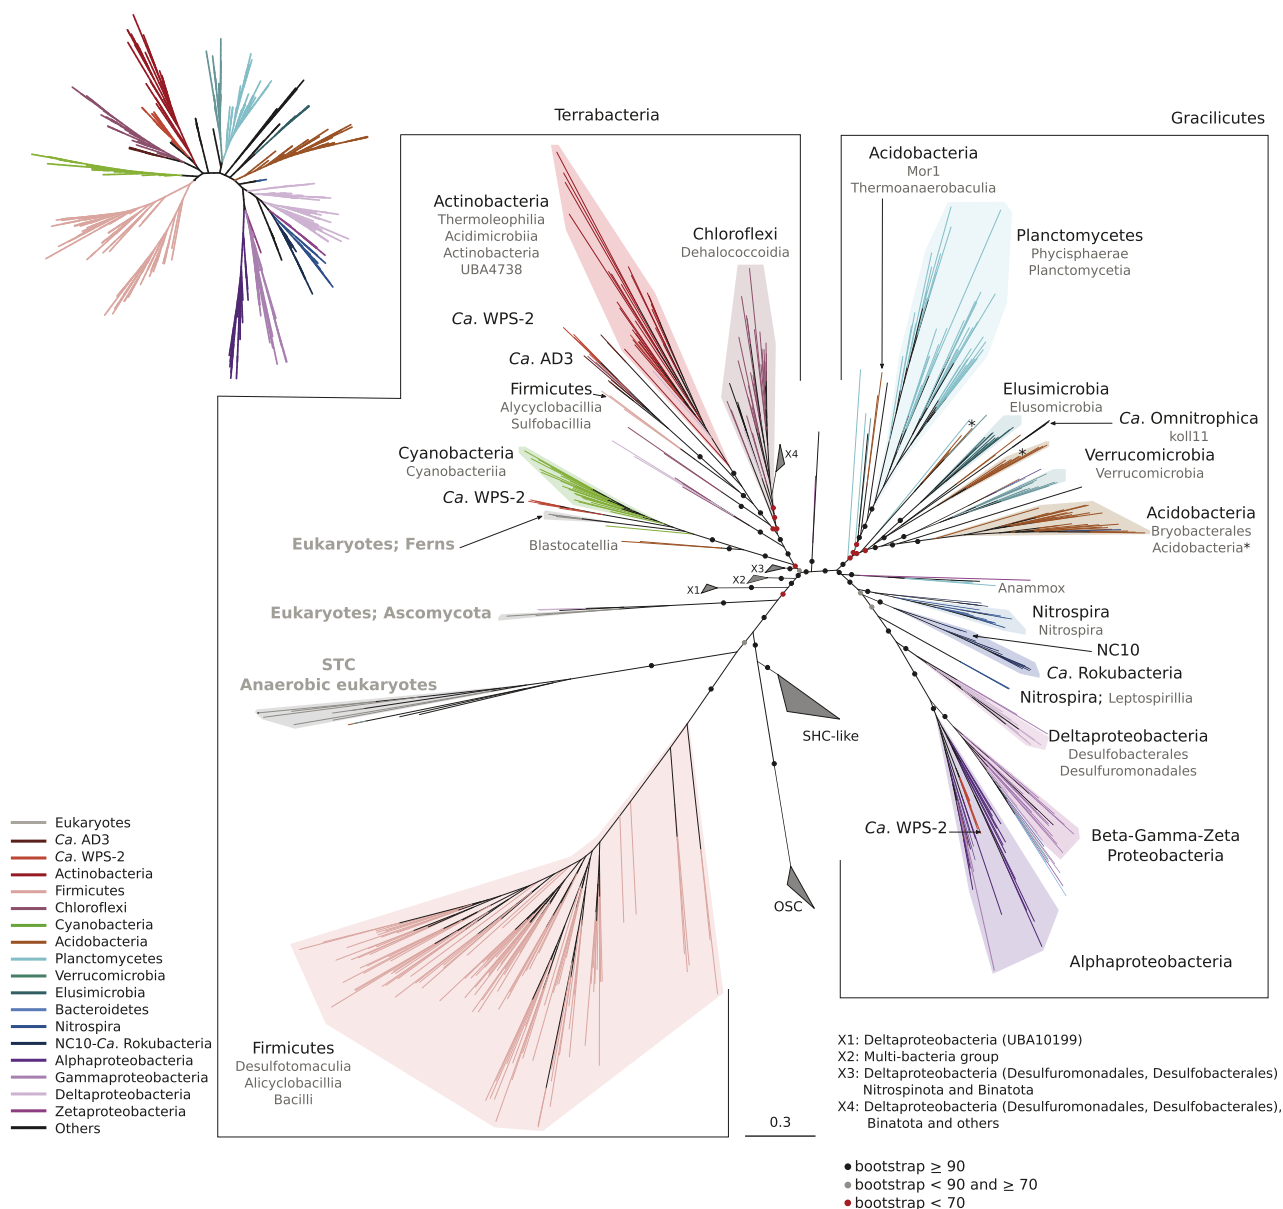 Terrabacteria
Gracilicutes
Acidobacteria
Mor1
Thermoanaerobaculia
Actinobacteria
Thermoleophilia
Acidimicrobiia
Actinobacteria
UBA4738
Chloroflexi
Dehalococcoidia
Planctomycetes
Phycisphaerae
Planctomycetia
Ca. WPS-2
Ca. AD3
Firmicutes
Alycyclobacillia
Sulfobacillia
Elusimicrobia
Elusomicrobia
*
Ca. Omnitrophica
koll11
*
Verrucomicrobia
Verrucomicrobia
X4
Cyanobacteria
Cyanobacteriia
Ca. WPS-2
Acidobacteria
Bryobacterales
Acidobacteria*
Eukaryotes; Ferns
Blastocatellia
X3
X2
X1
Anammox
Eukaryotes; Ascomycota
Nitrospira
Nitrospira
NC10
STC
Anaerobic eukaryotes
Ca. Rokubacteria
Nitrospira; Leptospirillia
SHC-like
Deltaproteobacteria
Desulfobacterales
Desulfuromonadales
Ca. WPS-2
Beta-Gamma-Zeta
Proteobacteria
OSC
Alphaproteobacteria
Eukaryotes
Ca. AD3
Ca. WPS-2
Actinobacteria
Firmicutes
Chloroflexi
Cyanobacteria
Acidobacteria
Planctomycetes
Verrucomicrobia
Elusimicrobia
Bacteroidetes
Nitrospira
NC10-Ca. Rokubacteria
Alphaproteobacteria
Gammaproteobacteria
Deltaproteobacteria
Zetaproteobacteria
Others
Firmicutes
Desulfotomaculia
Alicyclobacillia
Bacilli
0.3
X1: Deltaproteobacteria (UBA10199)
X2: Multi-bacteria group
X3: Deltaproteobacteria (Desulfuromonadales, Desulfobacterales)
Nitrospinota and Binatota
X4: Deltaproteobacteria (Desulfuromonadales, Desulfobacterales),
Binatota and others
bootstrap ≥ 90
bootstrap < 90 and ≥ 70
bootstrap < 70